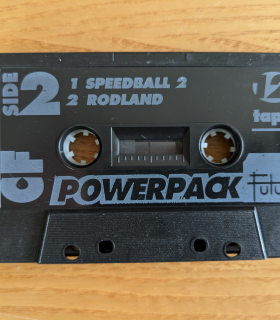 SIDE 2
1 SPEEDBALL 2
2 RODLAND
tap
CF
POWERPACK
Futu